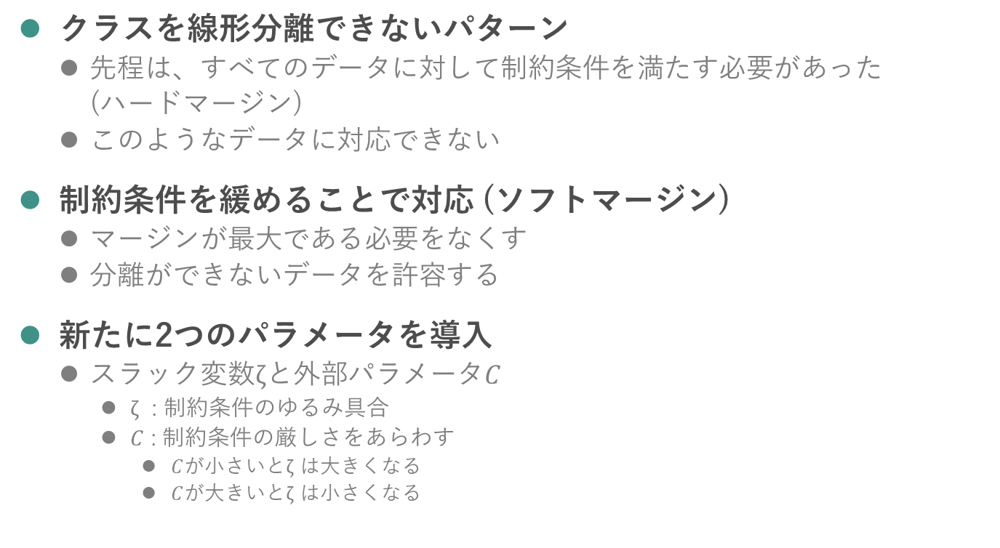 クラスを線形分離できないパターン
先程は、すべてのデータに対して制約条件を満たす必要があった
(ハードマージン)
このようなデータに対応できない
制約条件を緩めることで対応 (ソフトマージン)
マージンが最大である必要をなくす
分離ができないデータを許容する
新たに2つのパラメータを導入
スラック変数ζと外部パラメータC
ζ : 制約条件のゆるみ具合
C : 制約条件の厳しさをあらわす
Cが小さいとζ は大きくなる
Cが大きいとζ は小さくなる